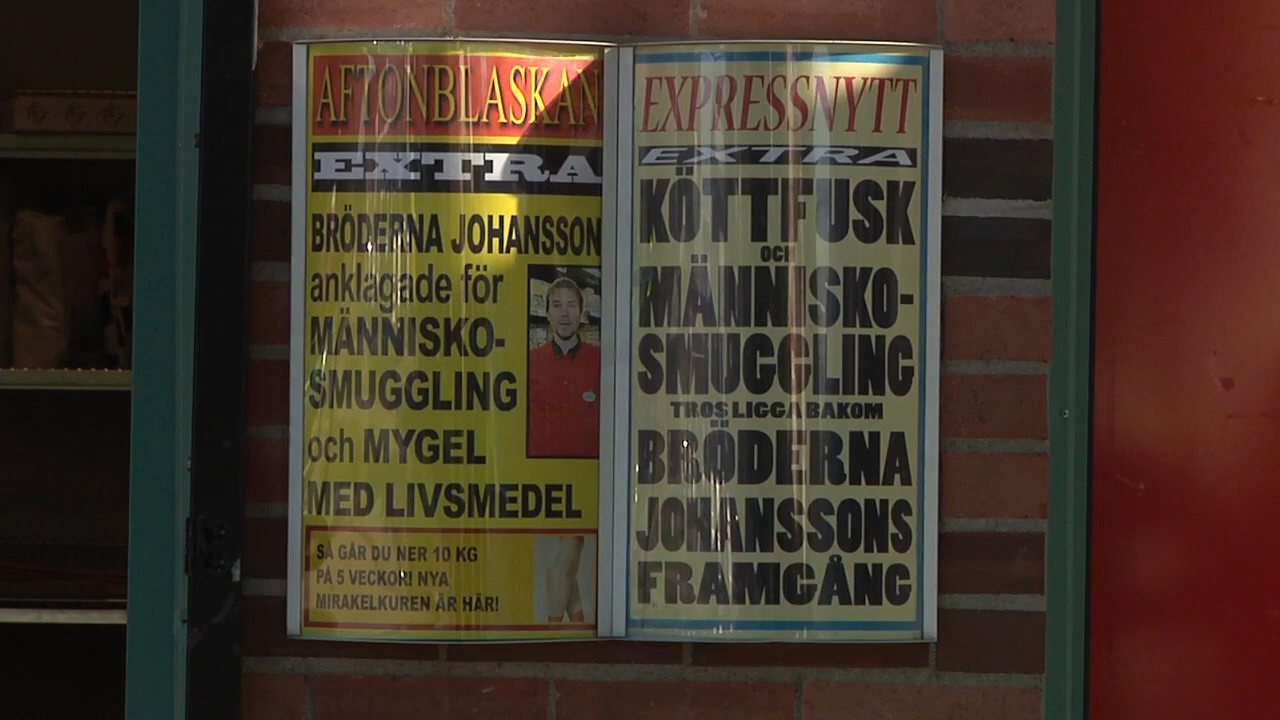 AFTONBLASKAN
EXTRA
BRÖDERNA JOHANSSON
anklagade för
MÄNNISKO-
SMUGGLING
och MYGEL
MED LIVSMEDEL
SÅ GÅR DU NER 10 KG
PÅ 5 VECKOR! NYA
MIRAKELKUREN ÄR HÄR!
EXPRESSNYTT
EXTRA
KÖTTFUSK
OCH
MÄNNISKO-
SMUGGLING
TROS LIGGA BAKOM
BRÖDERNA
JOHANSSONS
FRAMGÅNG